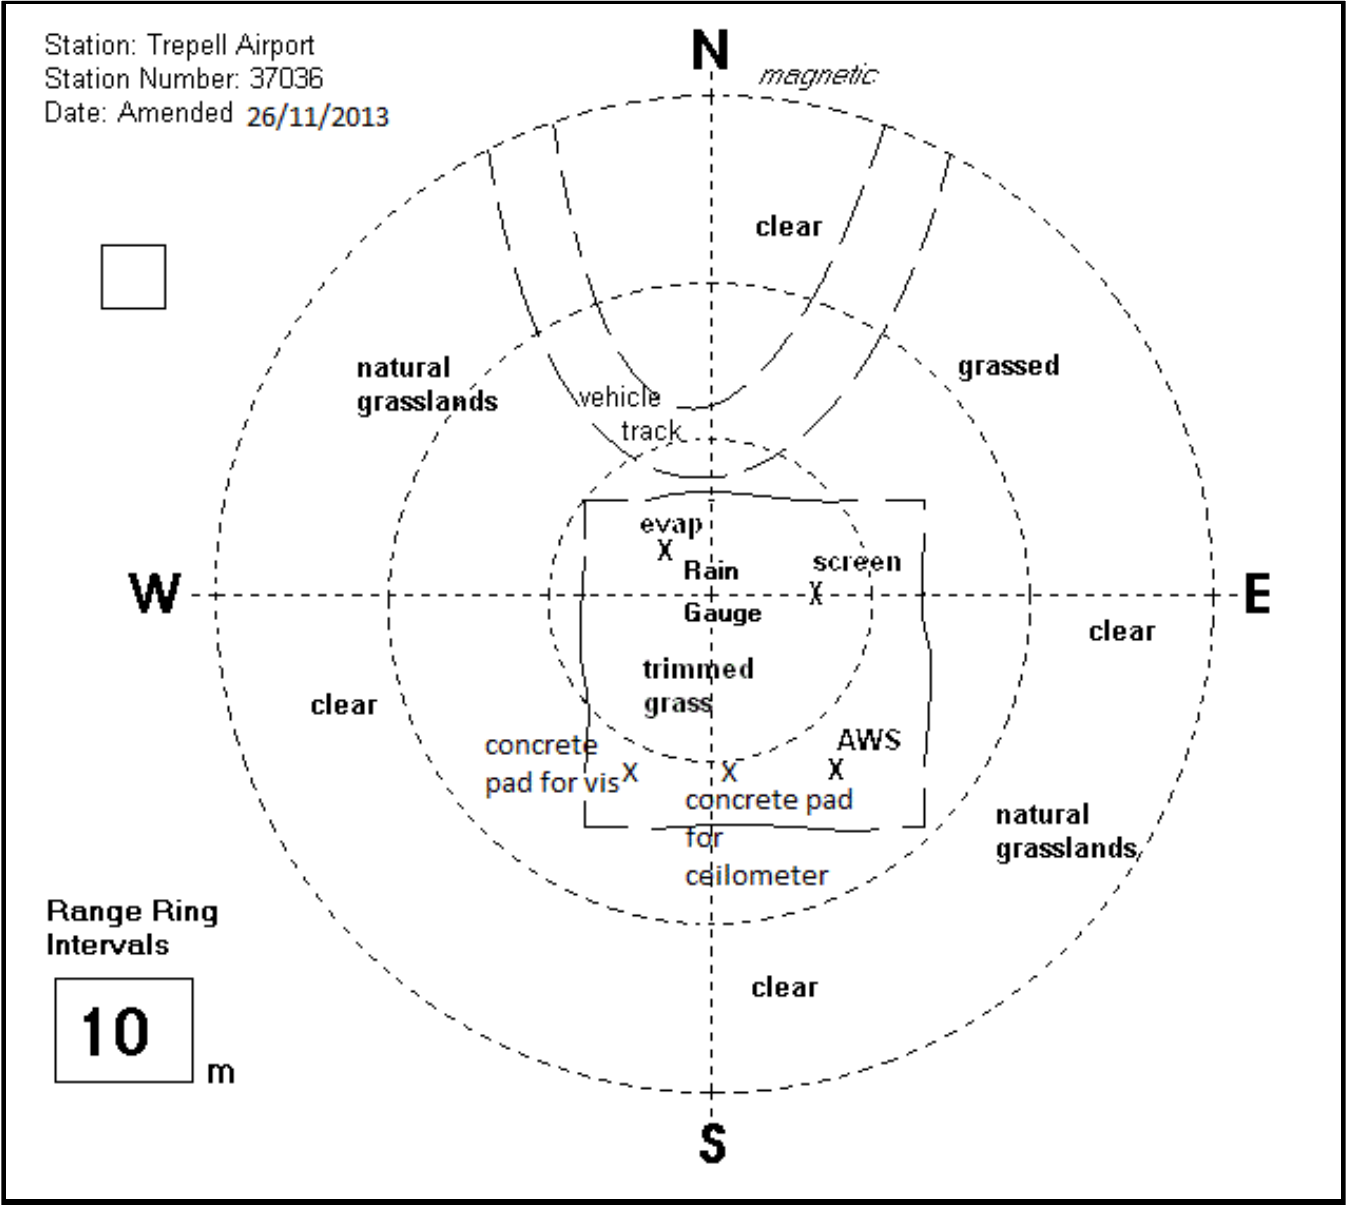 Station: Trepell Airport
Station Number: 37036
Date: Amended 26/11/2013
N
magnetic
clear
natural
grasslands
grassed
vehicle
track
evap
X
Rain
Gauge
screen
X
W
E
clear
trimmed
grass
clear
concrete
pad for vis X
X
concrete pad
for
ceilometer
AWS
X
natural
grasslands
Range Ring
Intervals
10
m
clear
S